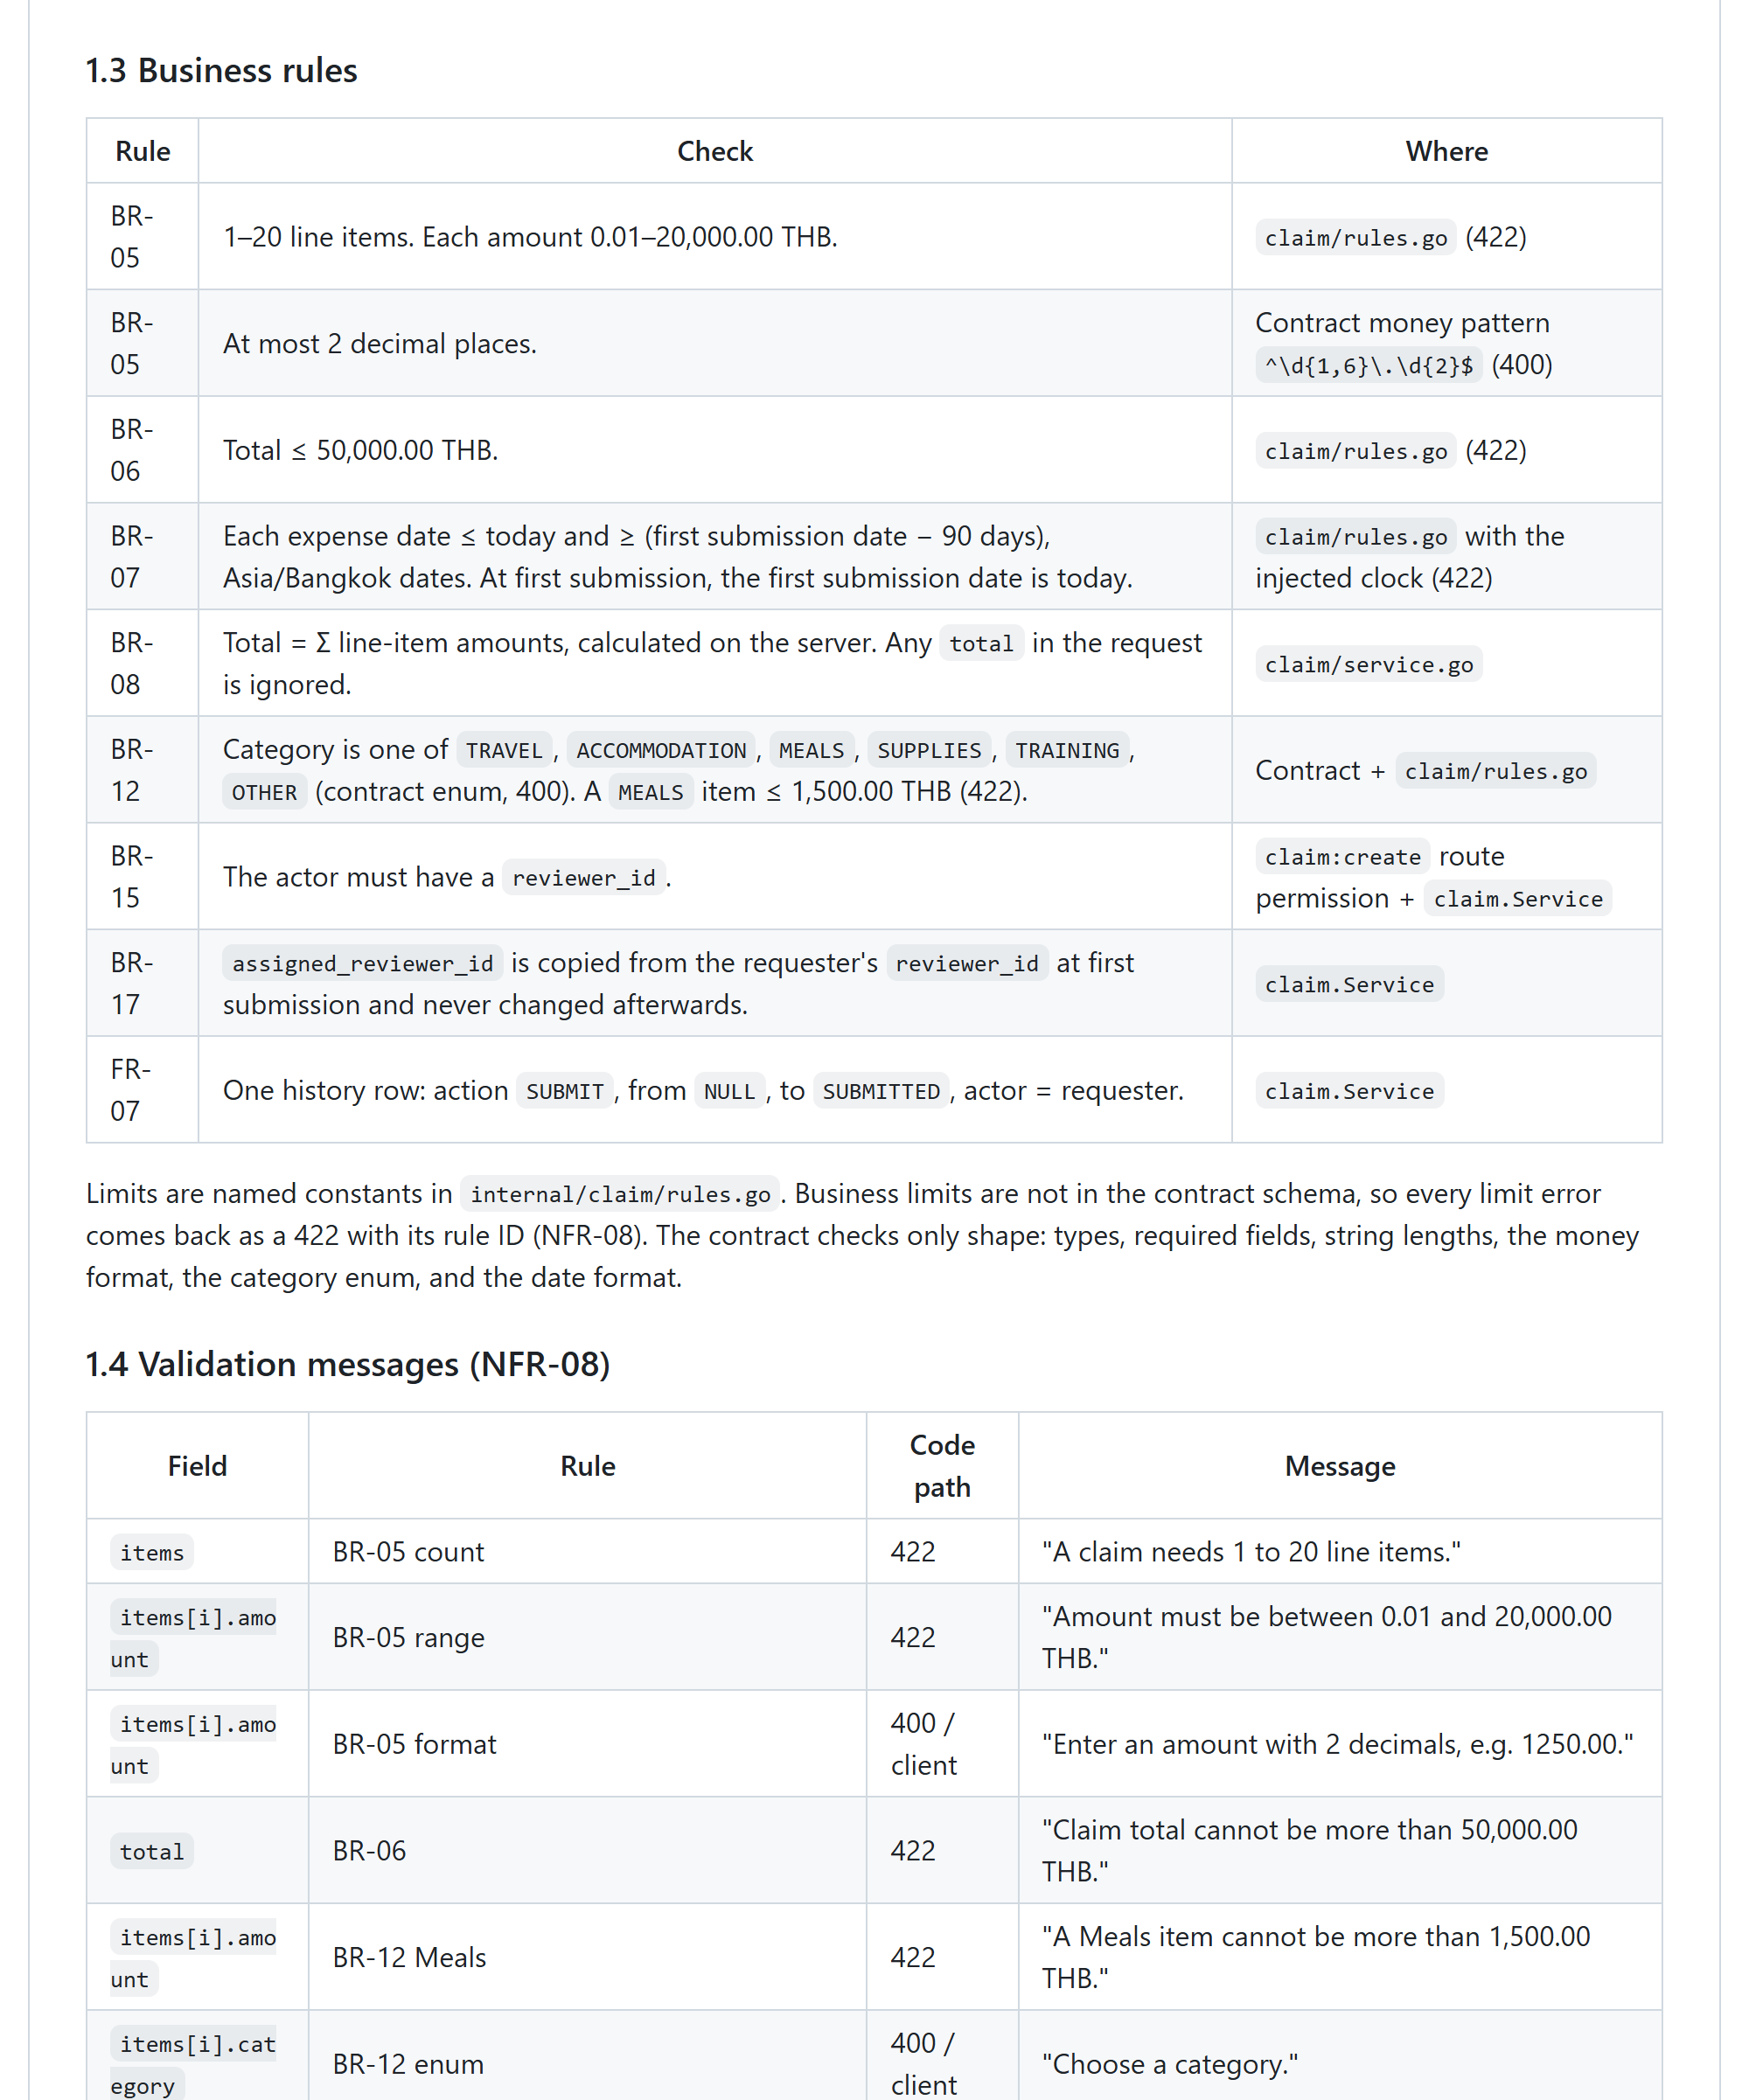 1.3 Business rules
Rule Check Where
BR-
05
1–20 line items. Each amount 0.01–20,000.00 THB.
claim/rules.go (422)
BR-
05
At most 2 decimal places.
Contract money pattern
^\d{1,6}\.\d{2}$ (400)
BR-
06
Total ≤ 50,000.00 THB.
claim/rules.go (422)
BR-
07
Each expense date ≤ today and ≥ (first submission date − 90 days),
Asia/Bangkok dates. At first submission, the first submission date is today.
claim/rules.go with the
injected clock (422)
BR-
08
Total = Σ line-item amounts, calculated on the server. Any total in the request
is ignored.
claim/service.go
BR-
12
Category is one of TRAVEL, ACCOMMODATION, MEALS, SUPPLIES, TRAINING,
OTHER (contract enum, 400). A MEALS item ≤ 1,500.00 THB (422).
Contract + claim/rules.go
BR-
15
The actor must have a reviewer_id.
claim:create route
permission + claim.Service
BR-
17
assigned_reviewer_id is copied from the requester's reviewer_id at first
submission and never changed afterwards.
claim.Service
FR-
07
One history row: action SUBMIT, from NULL, to SUBMITTED, actor = requester.
claim.Service
Limits are named constants in internal/claim/rules.go. Business limits are not in the contract schema, so every limit error
comes back as a 422 with its rule ID (NFR-08). The contract checks only shape: types, required fields, string lengths, the money
format, the category enum, and the date format.
1.4 Validation messages (NFR-08)
Field Rule Code
path
Message
items BR-05 count 422 "A claim needs 1 to 20 line items."
items[i].amo
unt
BR-05 range
422
"Amount must be between 0.01 and 20,000.00
THB."
items[i].amo
unt
BR-05 format
400 /
client
"Enter an amount with 2 decimals, e.g. 1250.00."
total
BR-06
422
"Claim total cannot be more than 50,000.00
THB."
items[i].amo
unt
BR-12 Meals
422
"A Meals item cannot be more than 1,500.00
THB."
items[i].cat
egory
BR-12 enum
400 /
client
"Choose a category."